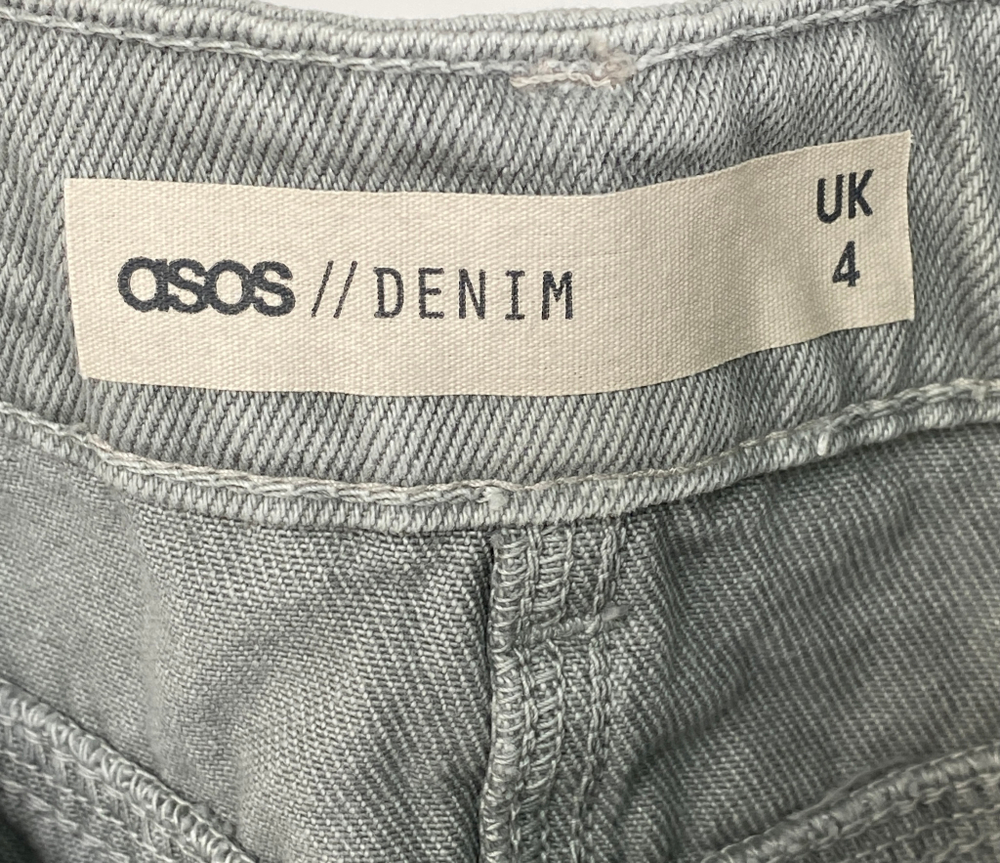 asos // DENIM
UK
4